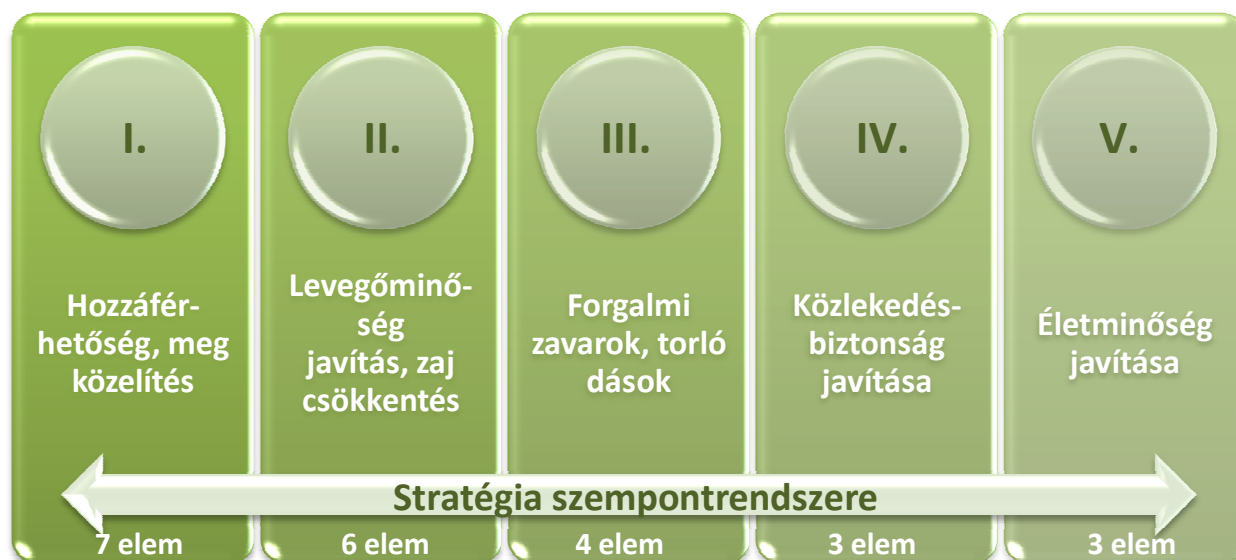 I.
Hozzáfér-
hetőség, meg
közelítés
7 elem
II.
Levegőminő-
ség
javítás, zaj
csökkentés
6 elem
III.
Forgalmi
zavarok, torló
dások
4 elem
IV.
Közlekedés-
biztonság
javítása
3 elem
V.
Életminőség
javítása
3 elem
Stratégia szempontrendszere